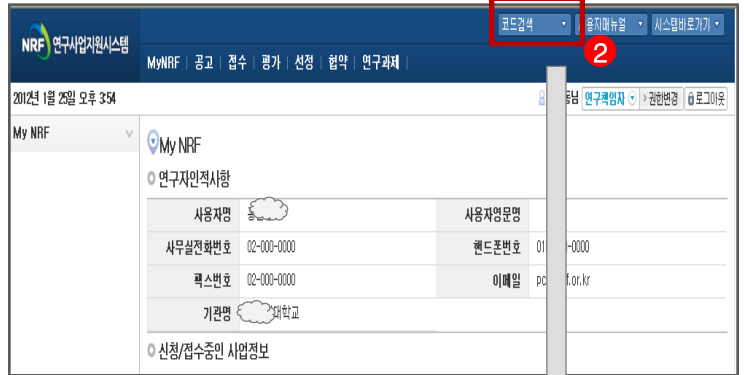 코드검색 사용자매뉴얼 시스템바로가기
2
NRF 연구사업지원시스템
MyNRF 공고 접수 평가 선정 협약 연구과제
2012년 1월 25일 오후 3:54 동님 연구책임자 권한변경 로그아웃
My NRF
My NRF
연구자인적사항
사용자명 사용자영문명
사무실전화번호 02-000-0000 핸드폰번호 01 -0000
팩스번호 02-000-0000 이메일 pc f.or.kr
기관명 대학교
신청/접수중인 사업정보